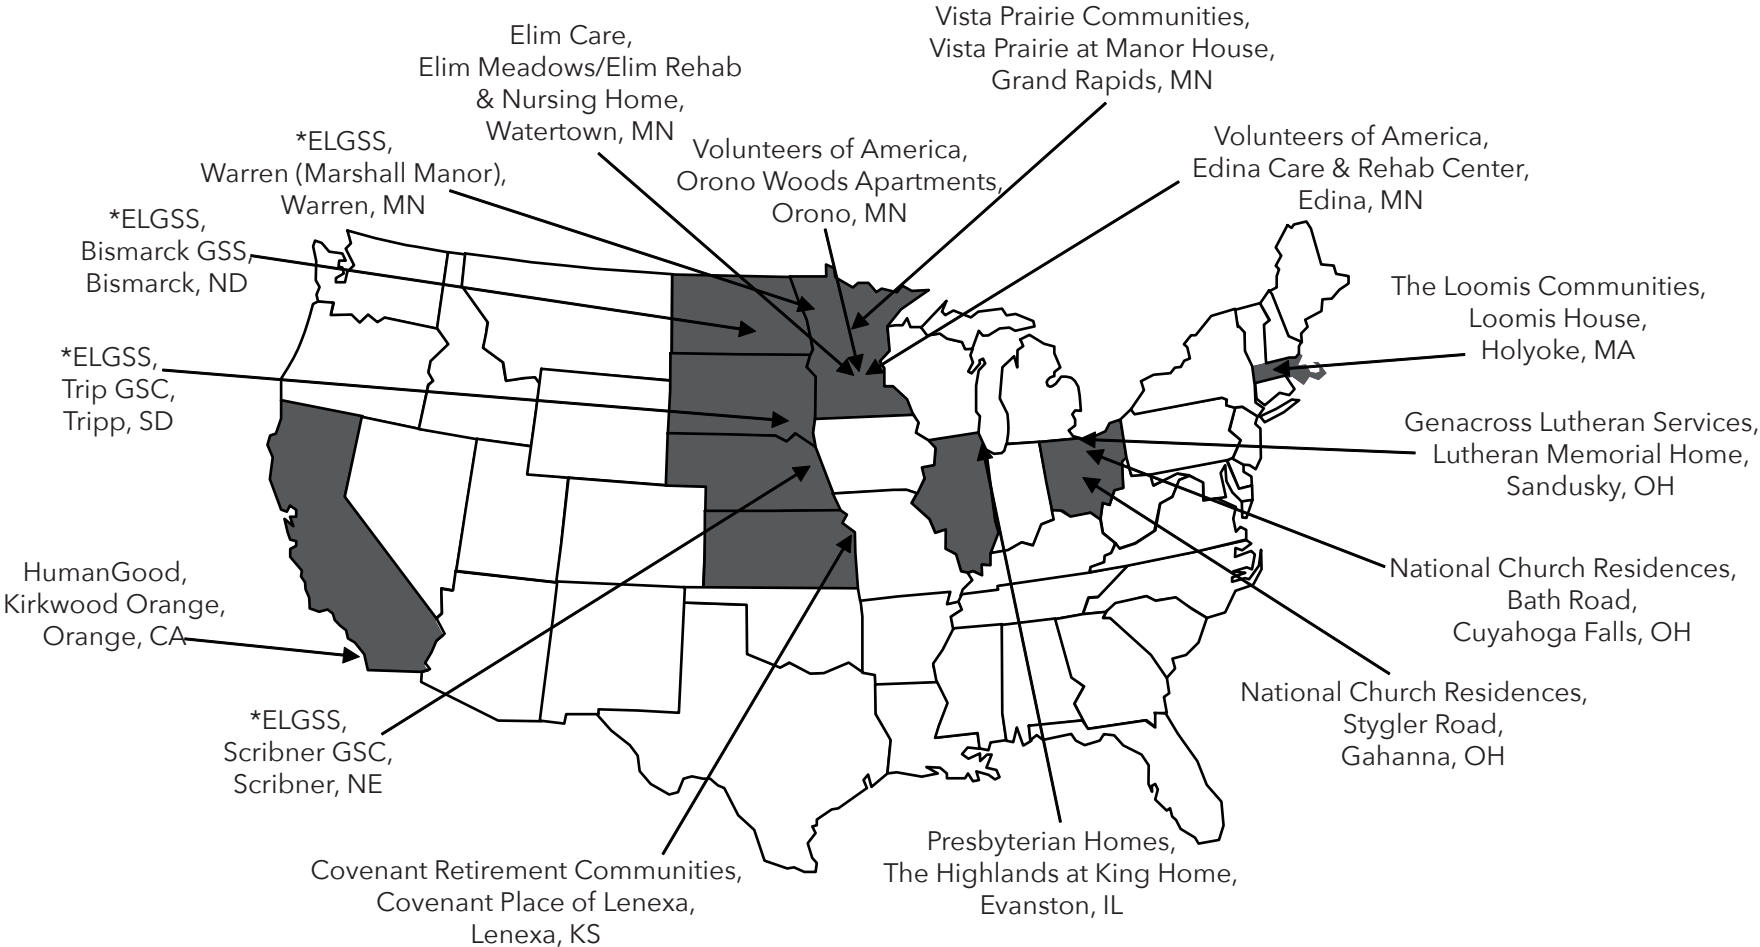 Vista Prairie Communities,
Vista Prairie at Manor House,
Grand Rapids, MN
Elim Care,
Elim Meadows/Elim Rehab
& Nursing Home,
Watertown, MN
Volunteers of America,
Orono Woods Apartments,
Orono, MN
Volunteers of America,
Edina Care & Rehab Center,
Edina, MN
*ELGSS,
Warren (Marshall Manor),
Warren, MN
*ELGSS,
Bismarck GSS,
Bismarck, ND
The Loomis Communities,
Loomis House,
Holyoke, MA
*ELGSS,
Trip GSC,
Tripp, SD
Genacross Lutheran Services,
Lutheran Memorial Home,
Sandusky, OH
HumanGood,
Kirkwood Orange,
Orange, CA
National Church Residences,
Bath Road,
Cuyahoga Falls, OH
National Church Residences,
Stygler Road,
Gahanna, OH
*ELGSS,
Scribner GSC,
Scribner, NE
Covenant Retirement Communities,
Covenant Place of Lenexa,
Lenexa, KS
Presbyterian Homes,
The Highlands at King Home,
Evanston, IL